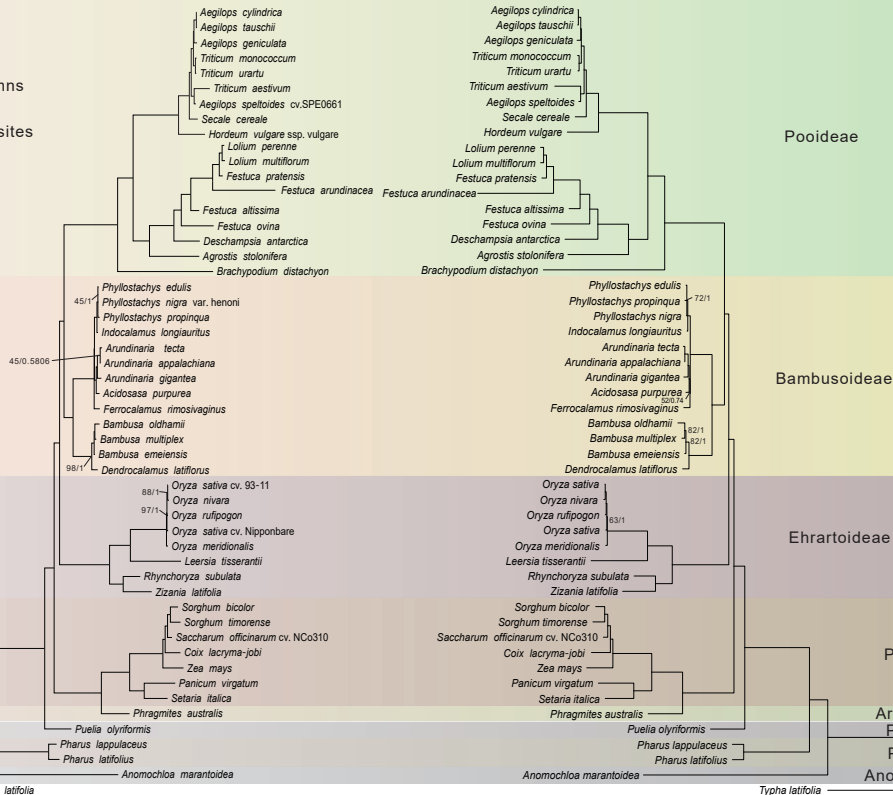 Aegilops cylindrica
Aegilops tauschii
Aegilops geniculata
Triticum monococcum
Triticum urartu
Triticum aestivum
Aegilops speltoides cv.SPE0661
Secale cereale
Hordeum vulgare ssp. vulgare
Lolium perenne
Lolium multiflorum
Festuca pratensis
Festuca arundinacea
Festuca altissima
Festuca ovina
Deschampsia antarctica
Agrostis stolonifera
Brachypodium distachyon
Phyllostachys edulis
45/1
Phyllostachys nigra var. henoni
Phyllostachys propinqua
Indocalamus longiauritus
Arundinaria tecta
45/0.5806
Arundinaria appalachiana
Arundinaria gigantea
Acidosasa purpurea
Ferrocalamus rimosivaginus
Bambusa oldhamii
Bambusa multiplex
Bambusa emeiensis
98/1
Dendrocalamus latiflorus
Oryza sativa cv. 93-11
88/1
Oryza nivara
97/1
Oryza rufipogon
Oryza sativa cv. Nipponbare
Oryza meridionalis
Leersia tisserantii
Rhynchoryza subulata
Zizania latifolia
Sorghum bicolor
Sorghum timorense
Saccharum officinarum cv. NCo310
Coix lacryma-jobi
Zea mays
Panicum virgatum
Setaria italica
Phragmites australis
Puelia olyriformis
Pharus lappulaceus
Pharus latifolius
Anomochloa marantoidea
latifolia
Aegilops cylindrica
Aegilops tauschii
Aegilops geniculata
Triticum monococcum
Triticum urartu
Triticum aestivum
Aegilops speltoides
Secale cereale
Hordeum vulgare
Lolium perenne
Lolium multiflorum
Festuca pratensis
Festuca arundinacea
Festuca altissima
Festuca ovina
Deschampsia antarctica
Agrostis stolonifera
Brachypodium distachyon
Phyllostachys edulis
Phyllostachys propinqua
72/1
Phyllostachys nigra
Indocalamus longiauritus
Arundinaria tecta
Arundinaria appalachiana
Arundinaria gigantea
Acidosasa purpurea
52/0.74
Ferrocalamus rimosivaginus
Bambusa oldhamii
82/1
Bambusa multiplex
82/1
Bambusa emeiensis
Dendrocalamus latiflorus
Oryza sativa
Oryza nivara
Oryza rufipogon
63/1
Oryza sativa
Oryza meridionalis
Leersia tisserantii
Rhynchoryza subulata
Zizania latifolia
Sorghum bicolor
Sorghum timorense
Saccharum officinarum cv. NCo310
Coix lacryma-jobi
Zea mays
Panicum virgatum
Setaria italica
Phragmites australis
Puelia olyriformis
Pharus lappulaceus
Pharus latifolius
Anomochloa marantoidea
Typha latifolia
Pooideae
Bambusoideae
Ehrartoideae
P
Ar
P
Ano